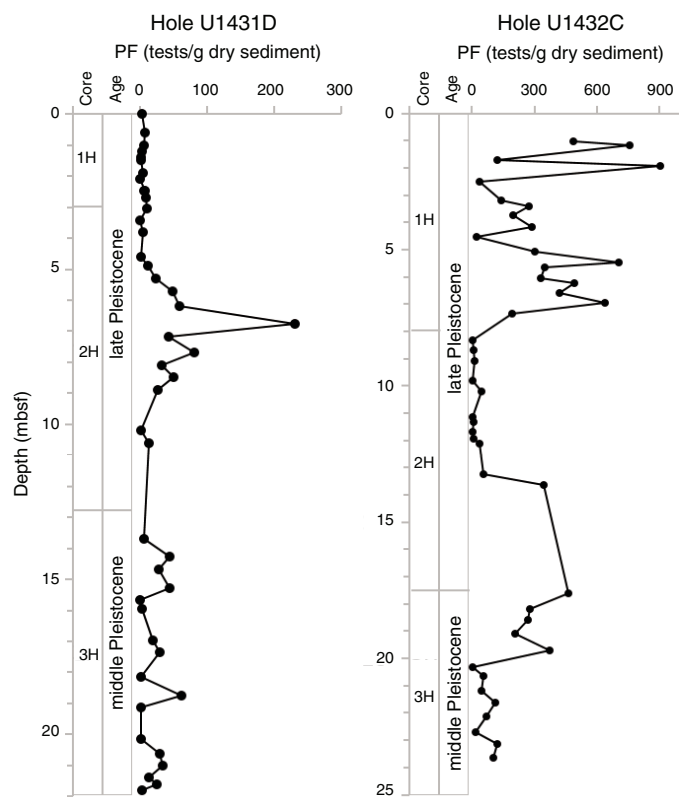 Hole U1431D
PF (tests/g dry sediment)
Core
Age
0
100
200
300
0
5
10
15
20
Depth (mbsf)
1H
2H
3H
late Pleistocene
middle Pleistocene
Hole U1432C
PF (tests/g dry sediment)
Core
Age
0
300
600
900
0
5
10
15
20
25
1H
2H
3H
late Pleistocene
middle Pleistocene